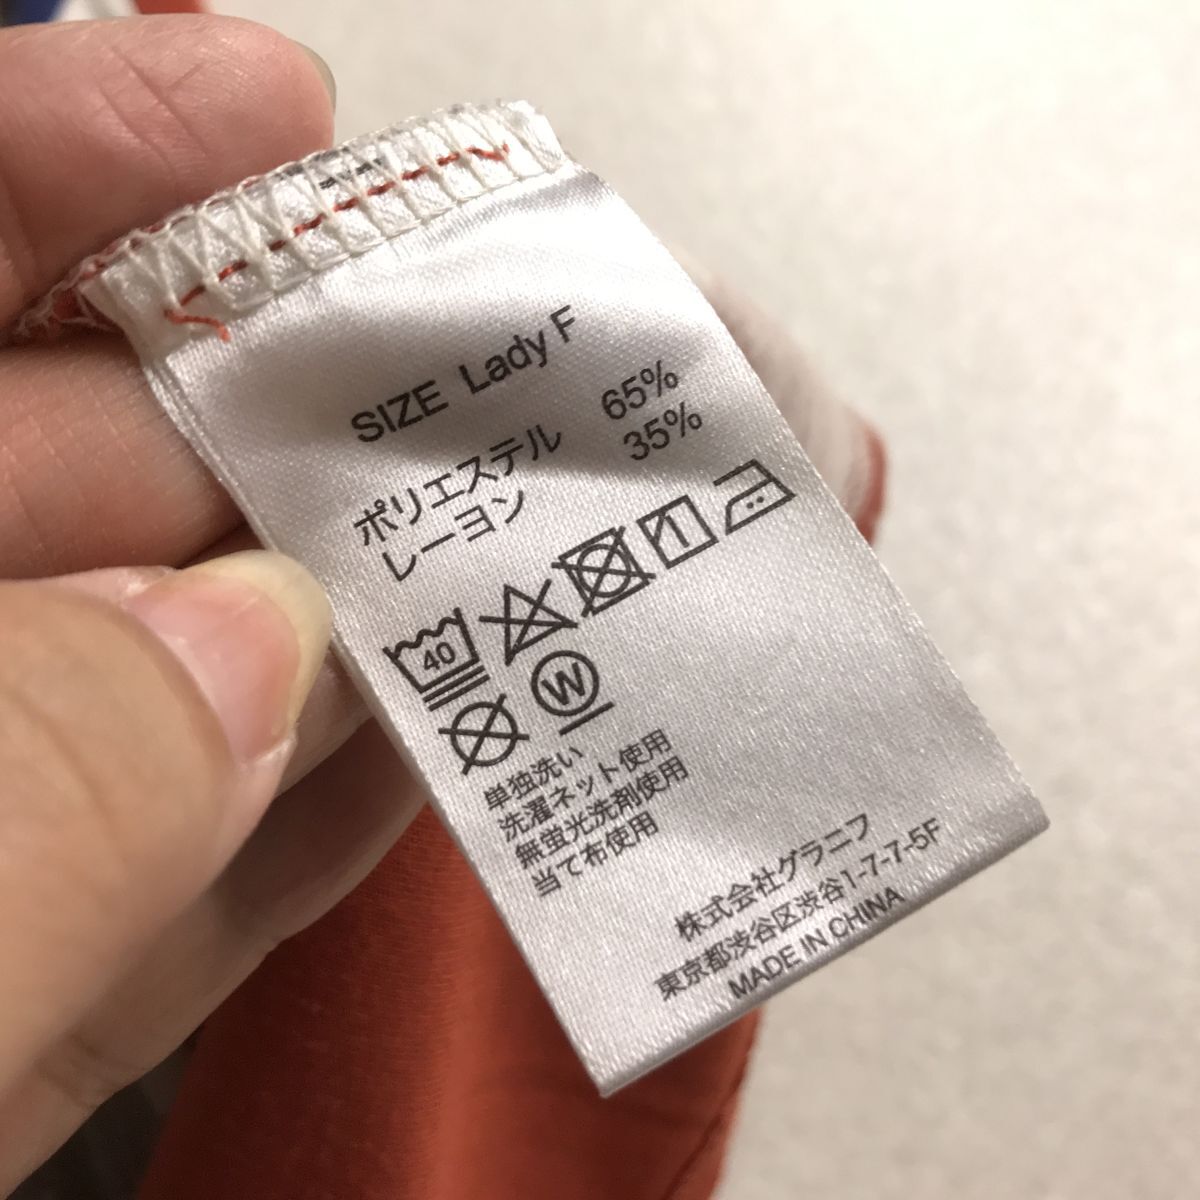 SIZE Lady F
ポリエステル 65%
レーヨン 35%
40
W
単独洗い
洗濯ネット使用
無蛍光洗剤使用
当て布使用
株式会社グラニフ
東京都渋谷区渋谷1-7-7-5F
MADE IN CHINA